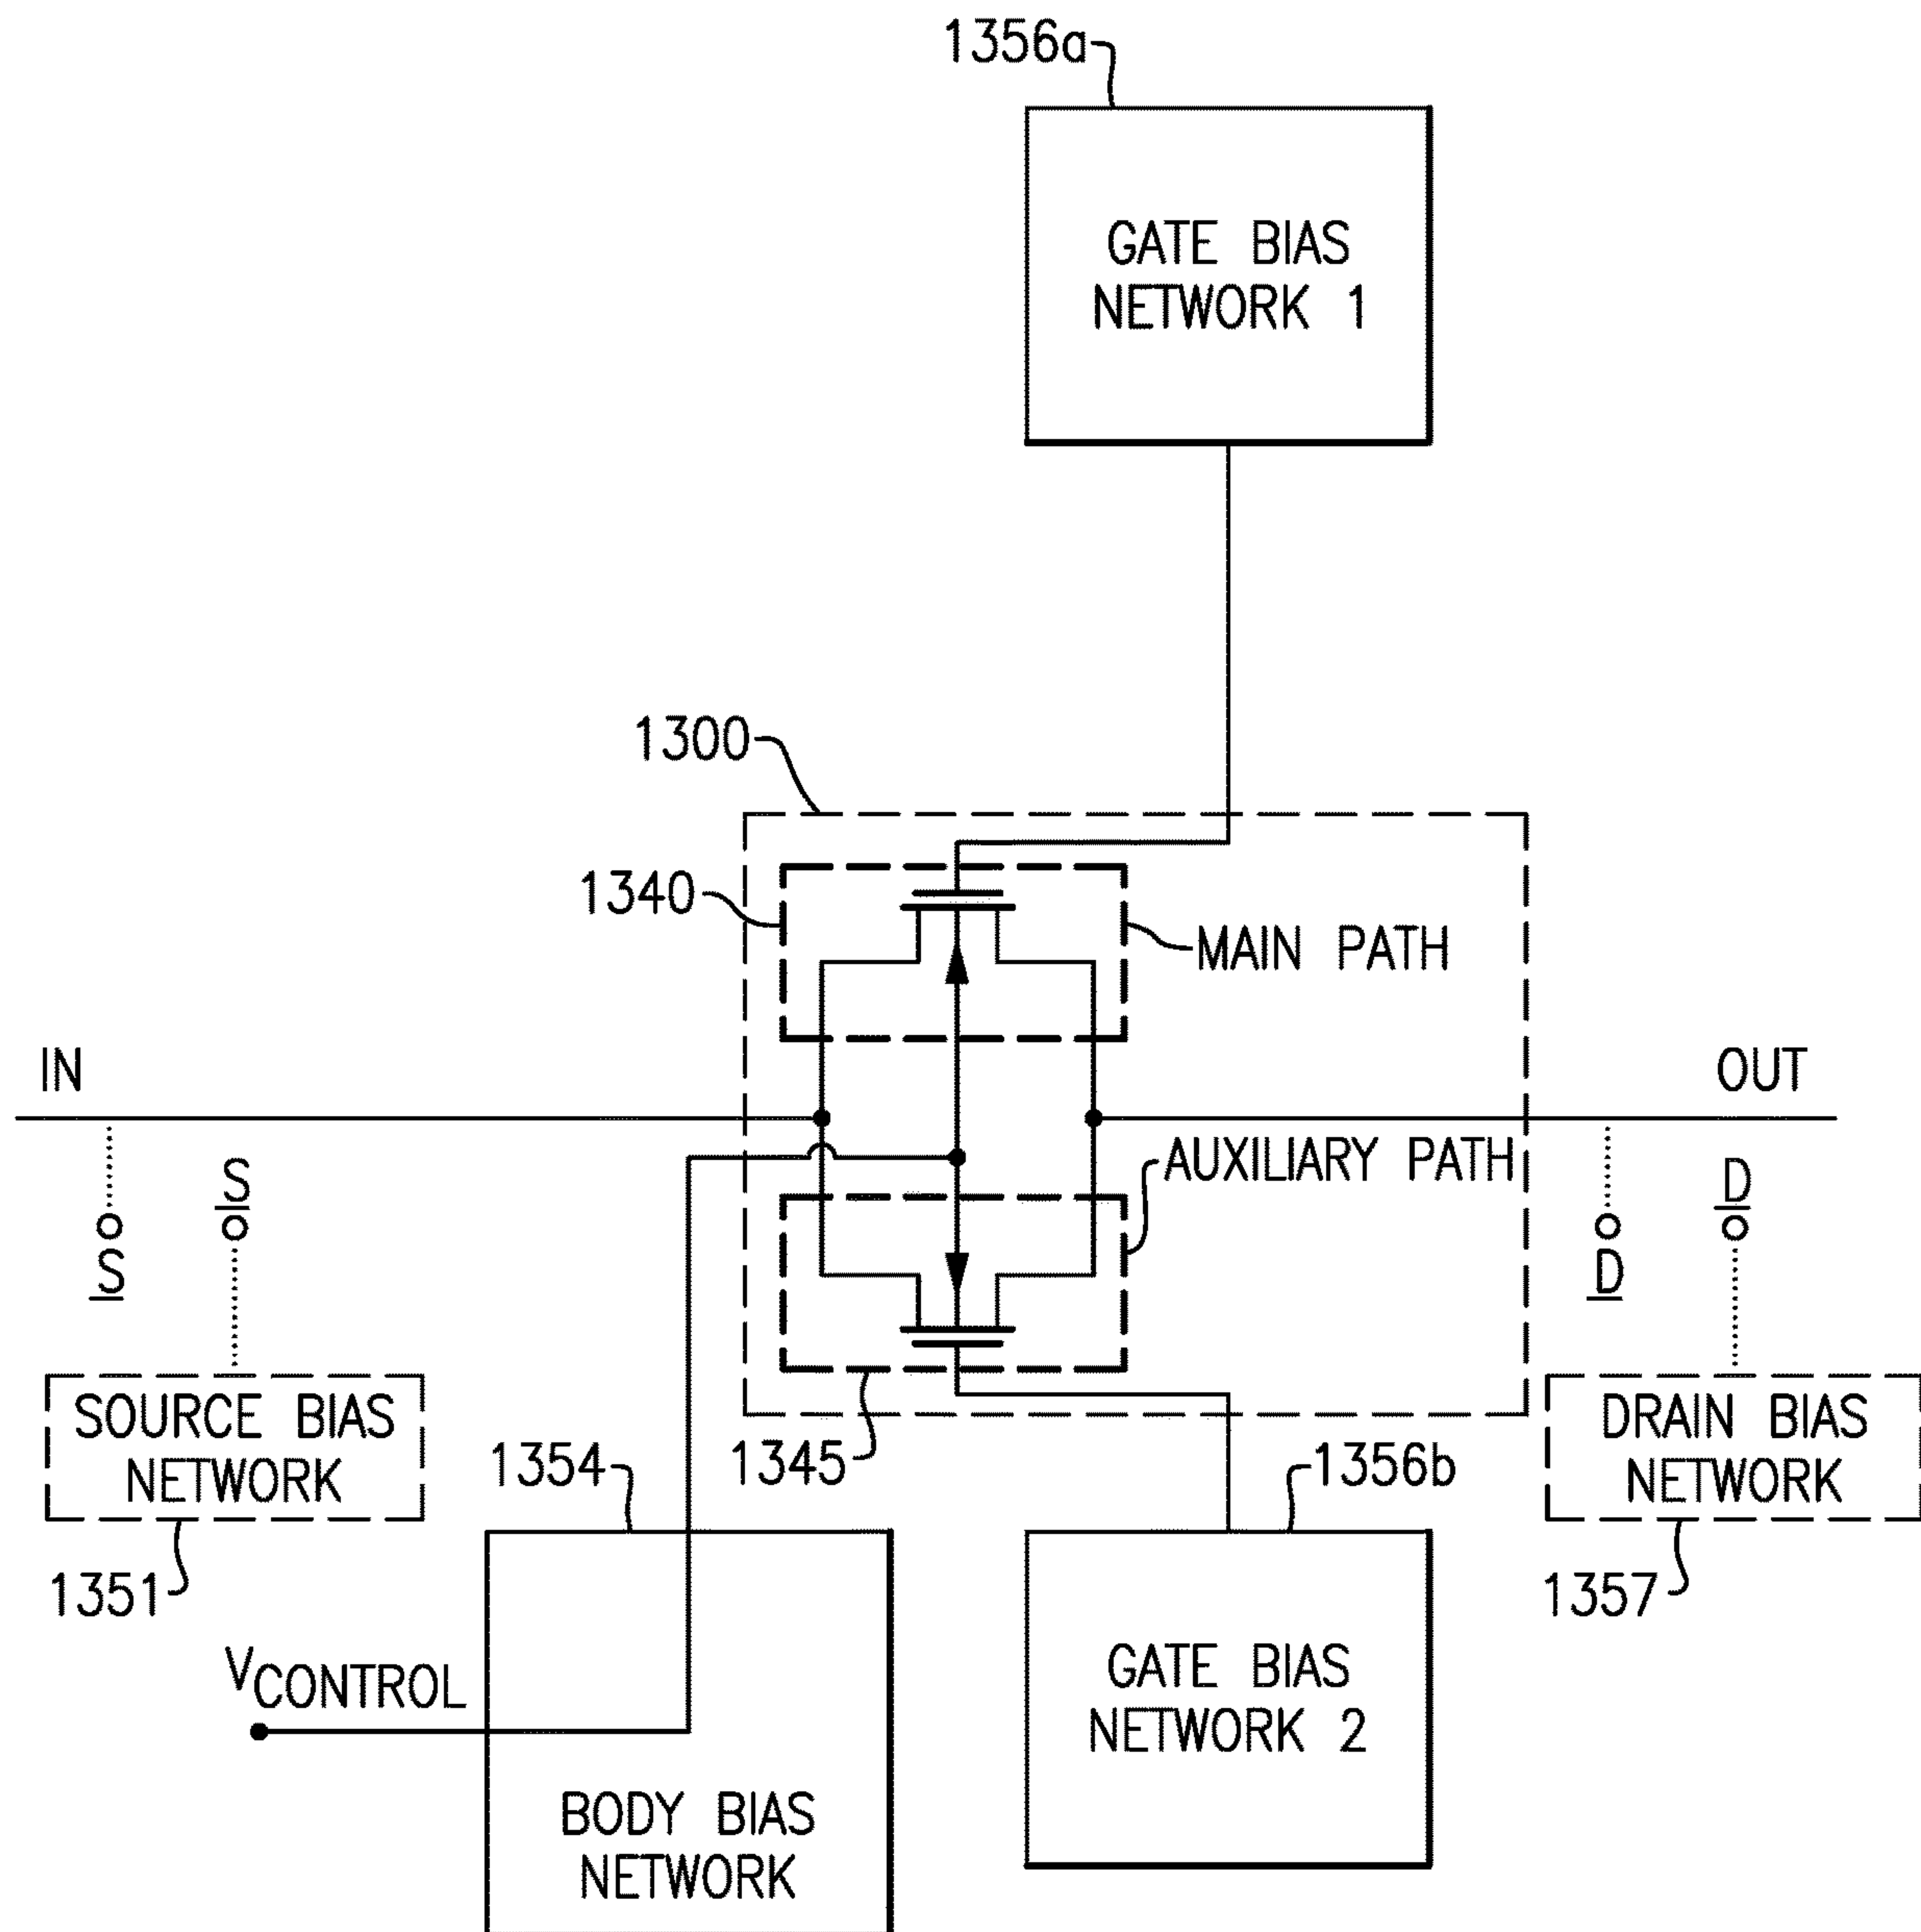 1356a
GATE BIAS
NETWORK 1
1300
1340
MAIN PATH
IN
OUT
AUXILIARY PATH
S
S
D
D
SOURCE BIAS
NETWORK
DRAIN BIAS
NETWORK
1354
1345
1356b
1351
1357
VCONTROL
GATE BIAS
NETWORK 2
BODY BIAS
NETWORK